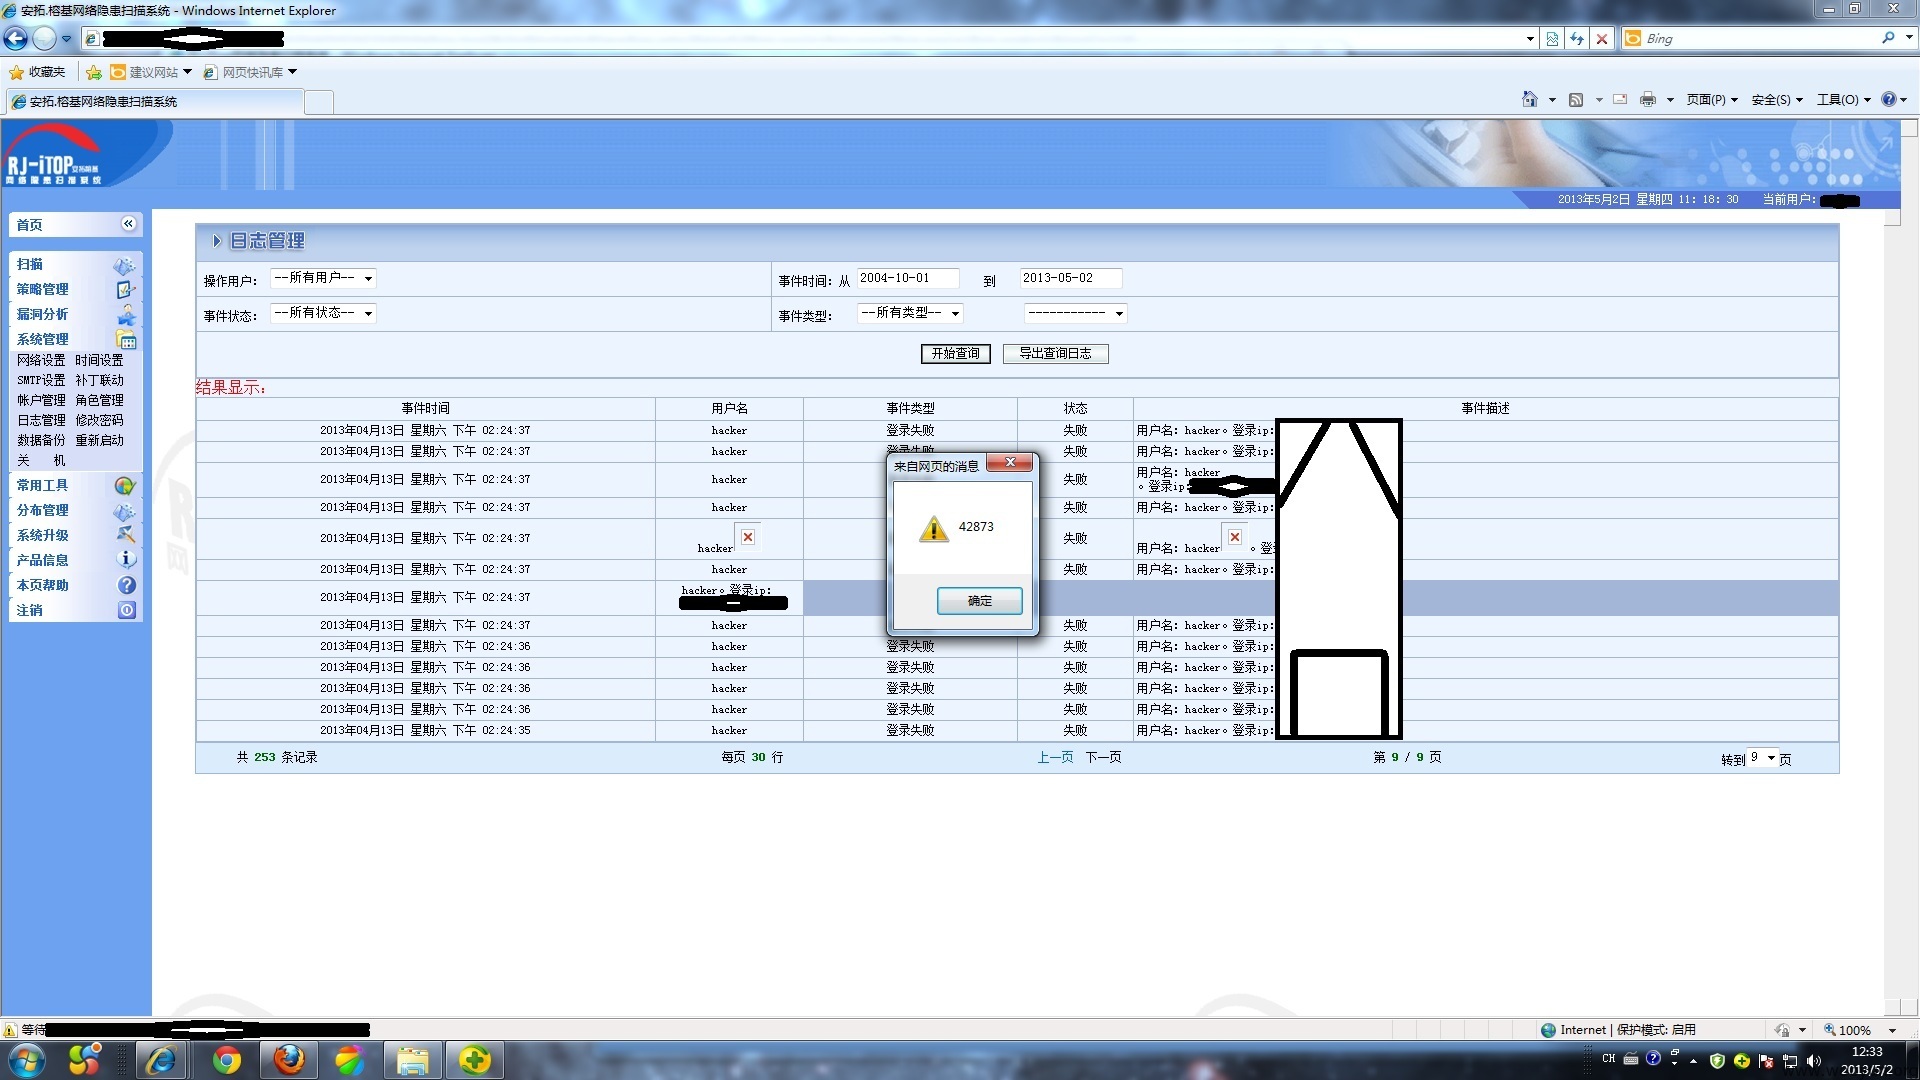 安拓.榕基网络隐患扫描系统 - Windows Internet Explorer
Bing
收藏夹 建议网站 网页快讯库
安拓.榕基网络隐患扫描系统
页面(P) 安全(S) 工具(O)
RJ-iTOP 安拓榕基
网络隐患扫描系统
2013年5月2日 星期四 11: 18: 30 当前用户:
首页
扫描
策略管理
漏洞分析
系统管理
网络设置 时间设置
SMTP设置 补丁联动
帐户管理 角色管理
日志管理 修改密码
数据备份 重新启动
关 机
常用工具
分布管理
系统升级
产品信息
本页帮助
注销
日志管理
操作用户: --所有用户-- 事件时间: 从 2004-10-01 到 2013-05-02
事件状态: --所有状态-- 事件类型: --所有类型-- -----------
开始查询 导出查询日志
结果显示:
事件时间 用户名 事件类型 状态 事件描述
2013年04月13日 星期六 下午 02:24:37 hacker 登录失败 失败 用户名: hacker。登录ip:
2013年04月13日 星期六 下午 02:24:37 hacker 登录失败 失败 用户名: hacker。登录ip:
2013年04月13日 星期六 下午 02:24:37 hacker 失败 用户名: hacker
。登录ip:
2013年04月13日 星期六 下午 02:24:37 hacker 失败 用户名: hacker。登录ip:
2013年04月13日 星期六 下午 02:24:37 hacker 失败 用户名: hacker 。登
2013年04月13日 星期六 下午 02:24:37 hacker 失败 用户名: hacker。登录ip:
2013年04月13日 星期六 下午 02:24:37 hacker。登录ip:
2013年04月13日 星期六 下午 02:24:37 hacker 失败 用户名: hacker。登录ip:
2013年04月13日 星期六 下午 02:24:36 hacker 登录失败 失败 用户名: hacker。登录ip:
2013年04月13日 星期六 下午 02:24:36 hacker 登录失败 失败 用户名: hacker。登录ip:
2013年04月13日 星期六 下午 02:24:36 hacker 登录失败 失败 用户名: hacker。登录ip:
2013年04月13日 星期六 下午 02:24:36 hacker 登录失败 失败 用户名: hacker。登录ip:
2013年04月13日 星期六 下午 02:24:35 hacker 登录失败 失败 用户名: hacker。登录ip:
共 253 条记录 每页 30 行 上一页 下一页 第 9 / 9 页 转到 9 页
来自网页的消息
42873
确定
等待
Internet | 保护模式: 启用 100%
CH
12:33
2013/5/2